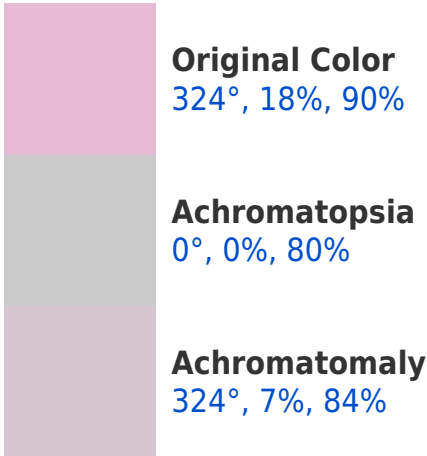 Original Color
324°, 18%, 90%
Achromatopsia
0°, 0%, 80%
Achromatomaly
324°, 7%, 84%